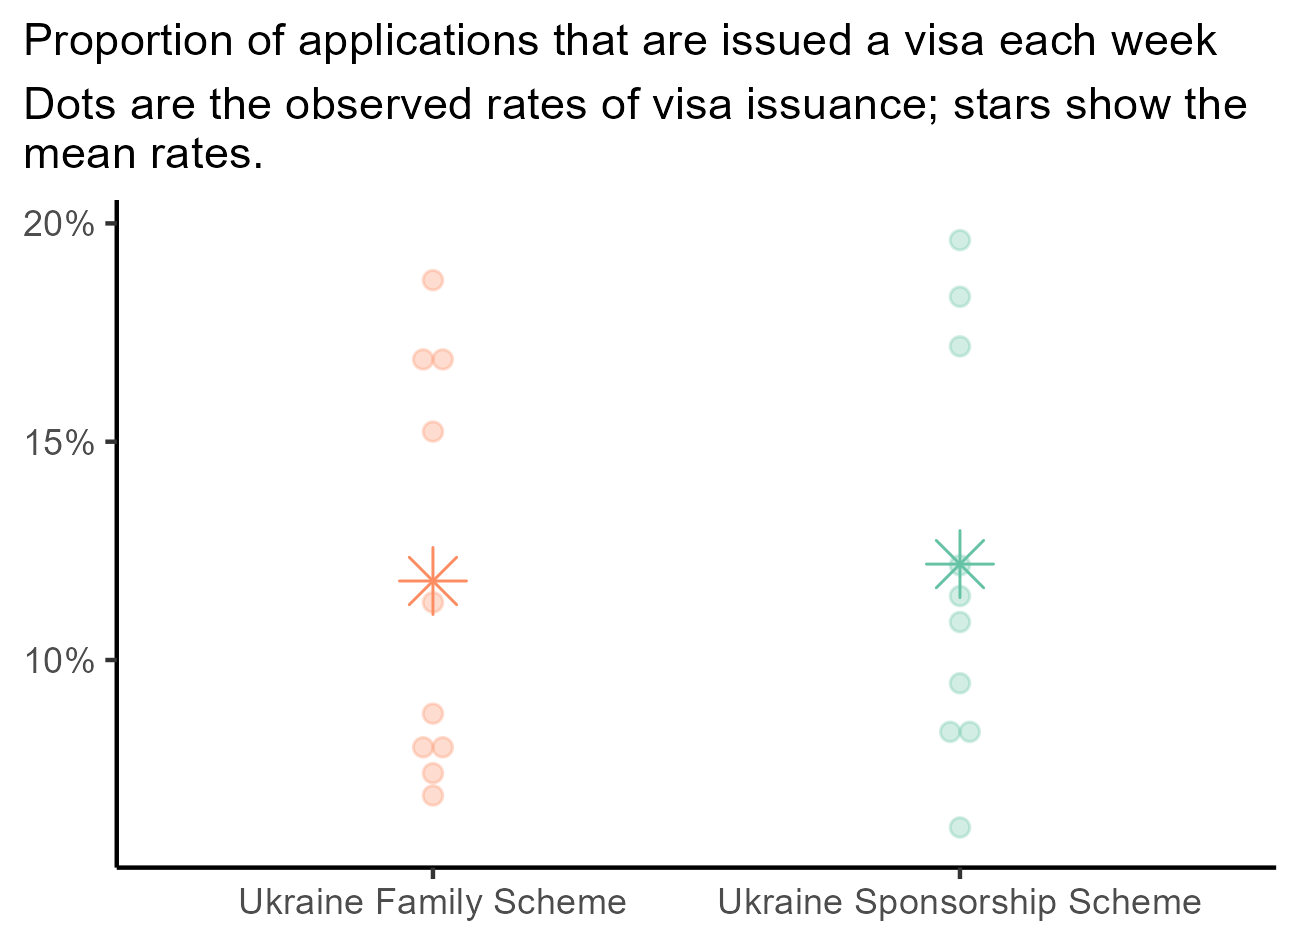 Proportion of applications that are issued a visa each week
Dots are the observed rates of visa issuance; stars show the
mean rates.
20%
15%
10%
Ukraine Family Scheme
Ukraine Sponsorship Scheme